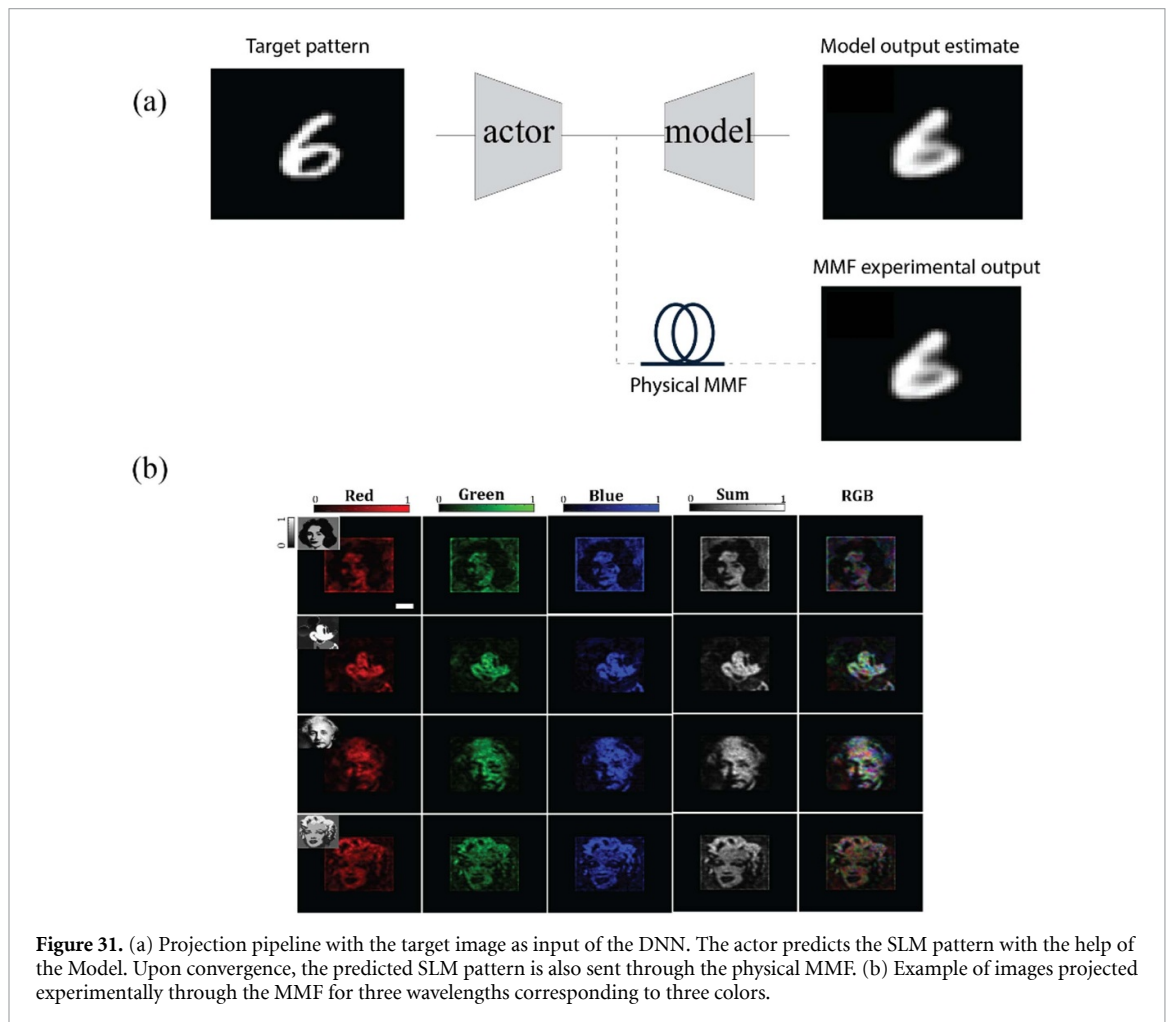 Target pattern
Model output estimate
(a)
actor
model
MMF experimental output
Physical MMF
(b)
Red
Green
Blue
Sum
RGB
0 1
0 1
0 1
0 1
1
0
Figure 31. (a) Projection pipeline with the target image as input of the DNN. The actor predicts the SLM pattern with the help of
the Model. Upon convergence, the predicted SLM pattern is also sent through the physical MMF. (b) Example of images projected
experimentally through the MMF for three wavelengths corresponding to three colors.